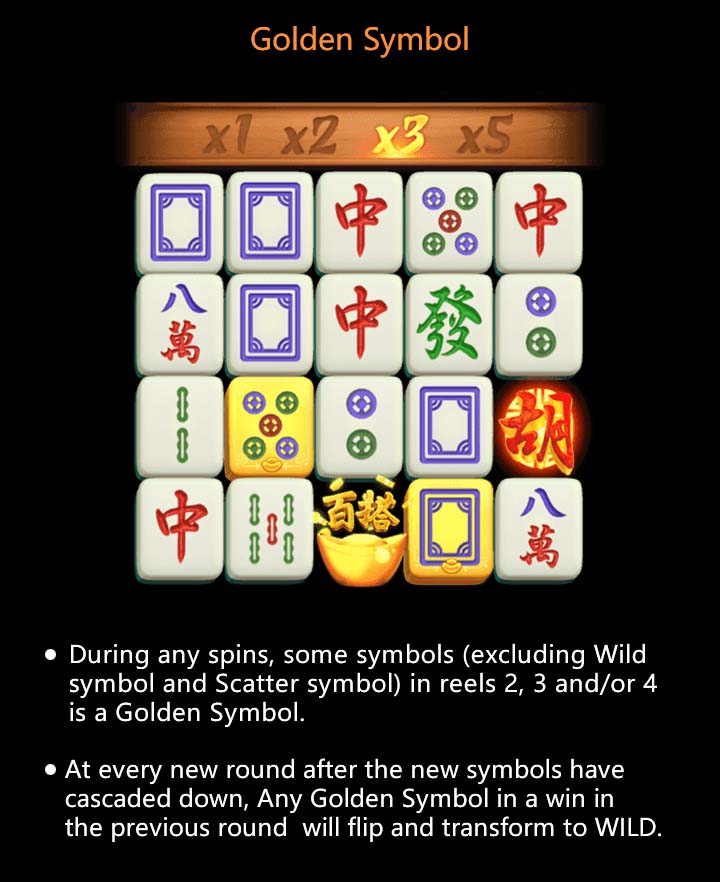 Golden Symbol
x1 x2 x3 x5
中 中
八 萬 中 發
胡
中 百搭 八 萬
• During any spins, some symbols (excluding Wild
symbol and Scatter symbol) in reels 2, 3 and/or 4
is a Golden Symbol.
• At every new round after the new symbols have
cascaded down, Any Golden Symbol in a win in
the previous round will flip and transform to WILD.